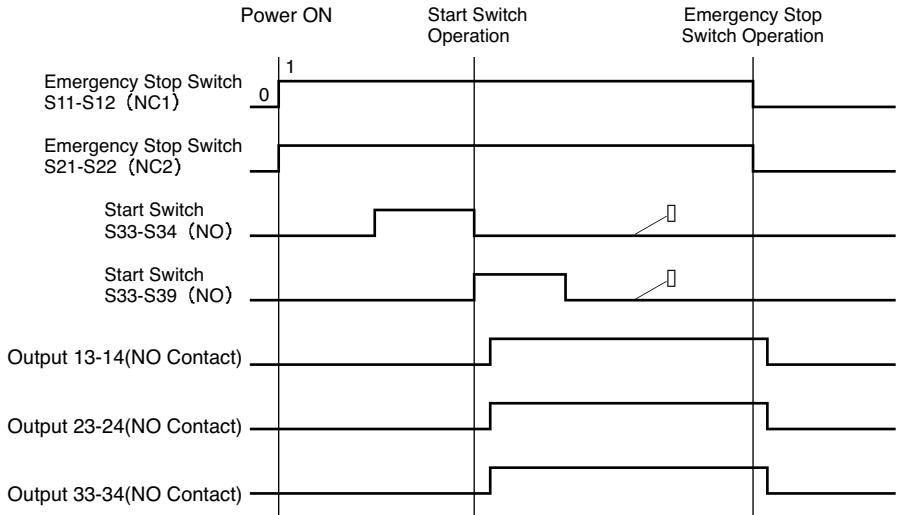 Power ON
Start Switch
Operation
Emergency Stop
Switch Operation
1
Emergency Stop Switch
S11-S12（NC1）
0
Emergency Stop Switch
S21-S22（NC2）
Start Switch
S33-S34（NO）
Start Switch
S33-S39（NO）
Output 13-14(NO Contact)
Output 23-24(NO Contact)
Output 33-34(NO Contact)